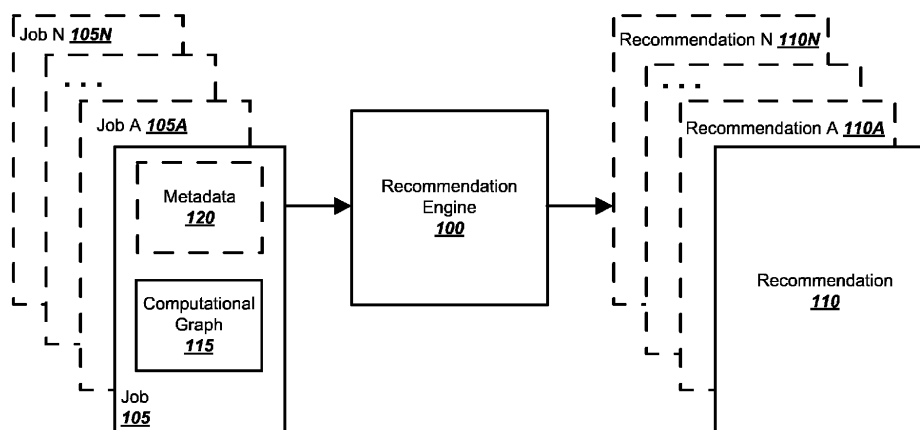 Job N 105N
. . .
Job A 105A
Metadata
120
Computational
Graph
115
Job
105
Recommendation
Engine
100
Recommendation N 110N
. . .
Recommendation A 110A
Recommendation
110